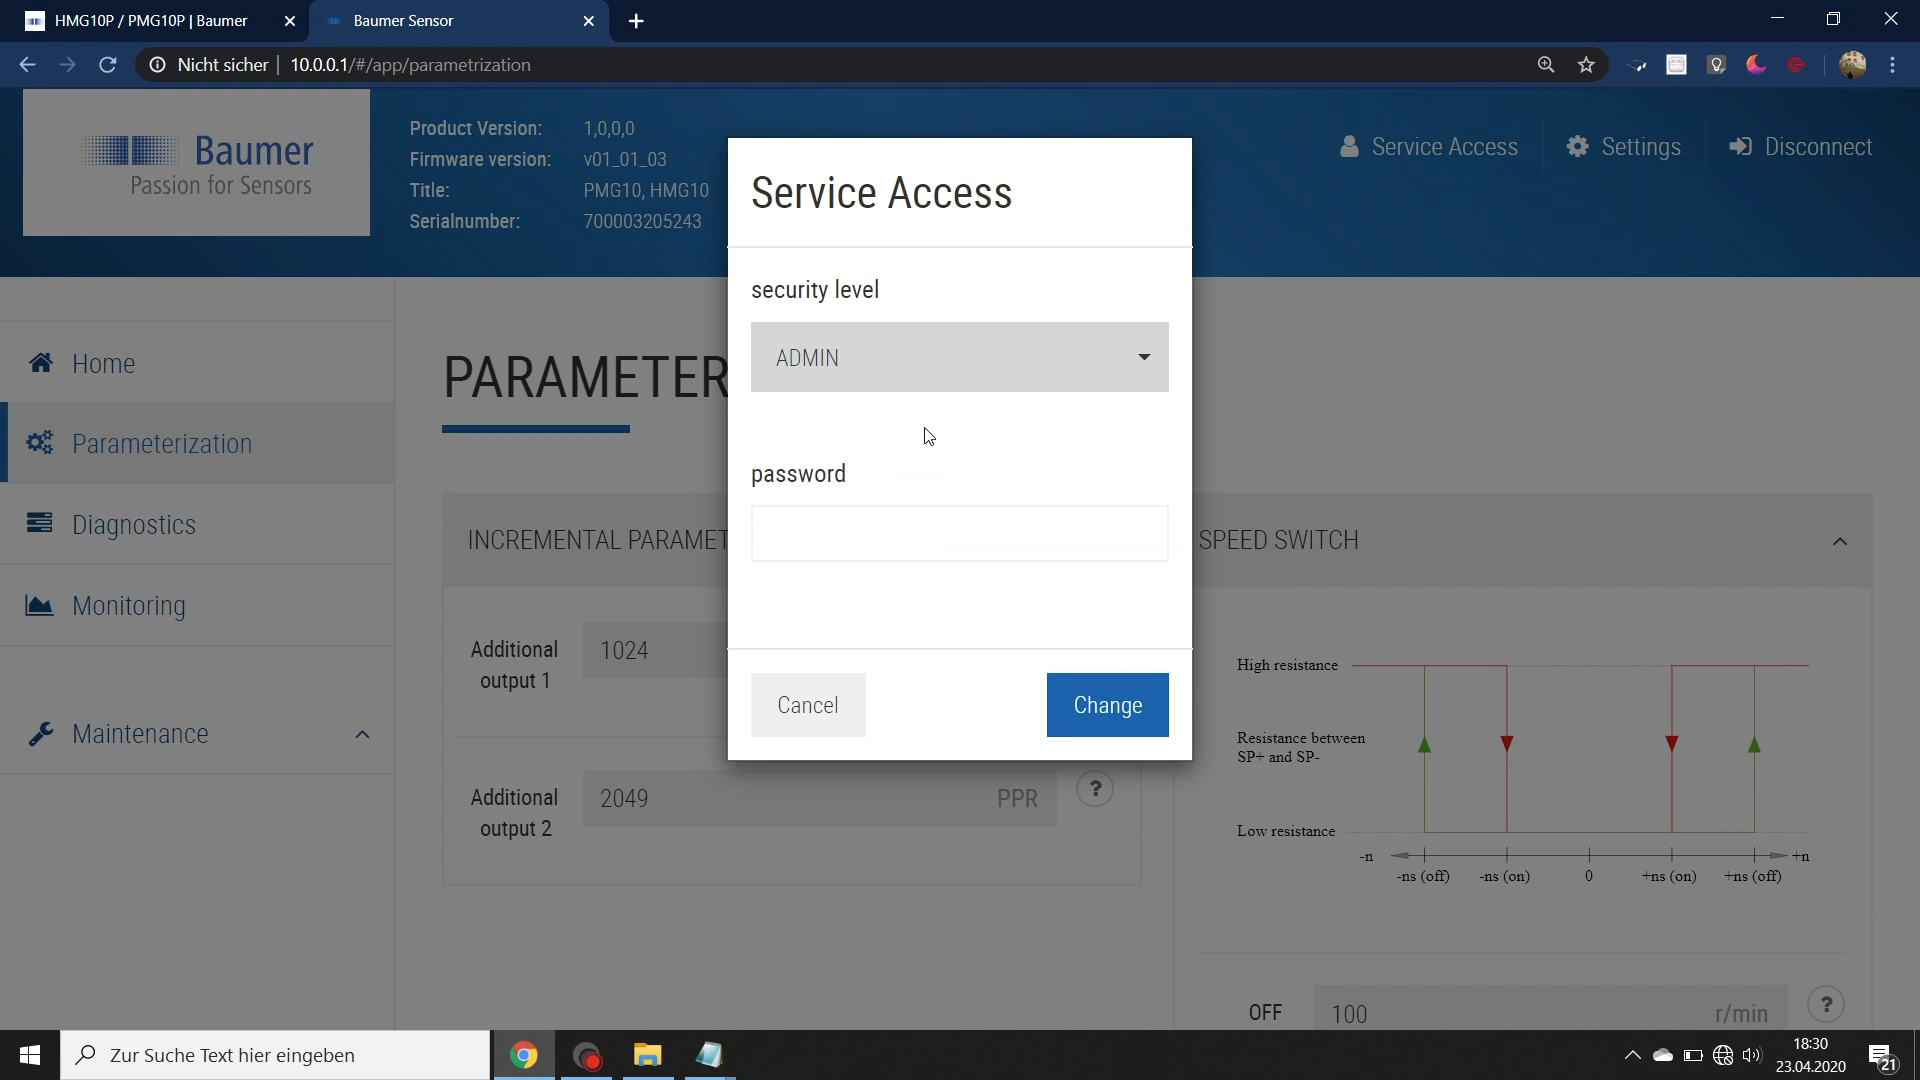 HMG10P / PMG10P | Baumer
Baumer Sensor
Nicht sicher | 10.0.0.1/#/app/parametrization
Baumer
Passion for Sensors
Product Version: 1,0,0,0
Firmware version: v01_01_03
Title: PMG10, HMG10
Serialnumber: 700003205243
Service Access
Settings
Disconnect
Home
Parameterization
Diagnostics
Monitoring
Maintenance
PARAMETER
INCREMENTAL PARAMET
Additional
output 1
1024
Additional
output 2
2049 PPR
?
Service Access
security level
ADMIN
password
Cancel
Change
SPEED SWITCH
High resistance
Resistance between
SP+ and SP-
Low resistance
-n +n
-ns (off) -ns (on) 0 +ns (on) +ns (off)
OFF 100 r/min
?
Zur Suche Text hier eingeben
18:30
23.04.2020
21